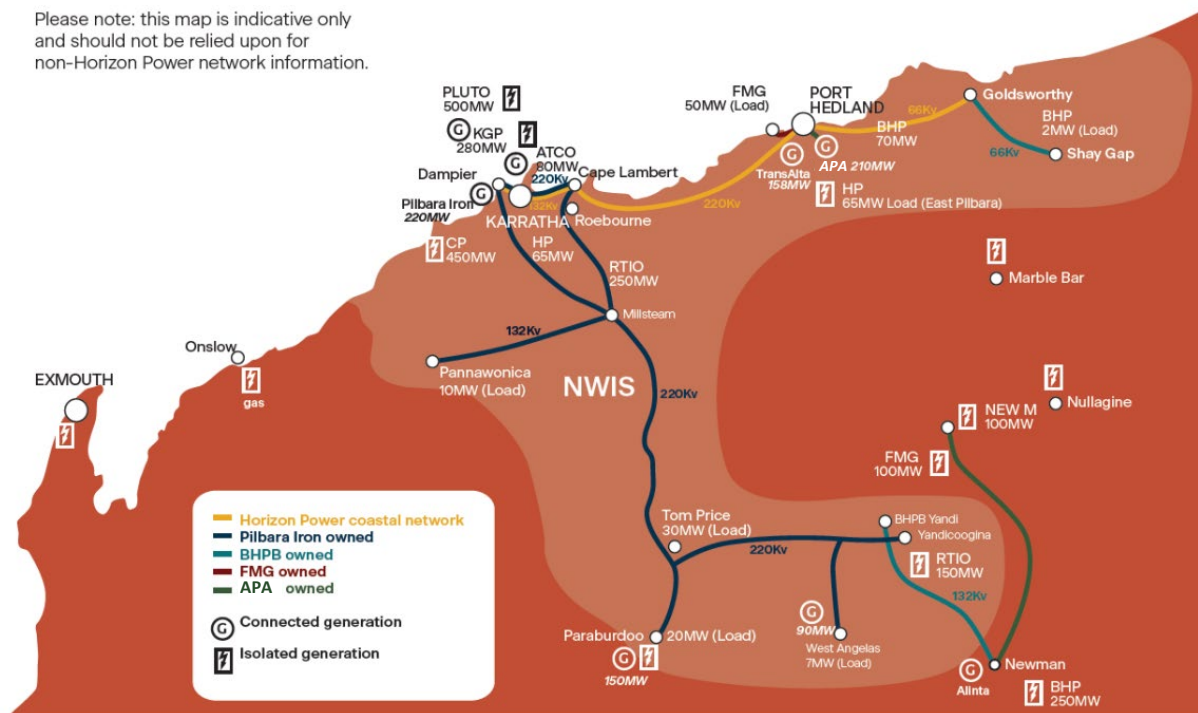 Please note: this map is indicative only
and should not be relied upon for
non-Horizon Power network information.
PLUTO
500MW
G
KGP
280MW
G
ATCO
80MW
220Kv
Dampier
G
Cape Lambert
Pilbara Iron
220MW
KARRATHA
132Kv
Roebourne
CP
450MW
HP
65MW
RTIO
250MW
FMG
50MW (Load)
PORT
HEDLAND
66Kv
BHP
70MW
Goldsworthy
BHP
2MW (Load)
66Kv
Shay Gap
G
TransAlta
158MW
G
APA 210MW
HP
65MW Load (East Pilbara)
220Kv
Marble Bar
Millsteam
132Kv
Pannawonica
10MW (Load)
NWIS
220Kv
Onslow
gas
EXMOUTH
Nullagine
NEW M
100MW
FMG
100MW
Tom Price
30MW (Load)
220Kv
BHPB Yandi
Yandicoogina
RTIO
150MW
132Kv
Paraburdoo
20MW (Load)
G
150MW
G
90MW
West Angelas
7MW (Load)
G
Alinta
Newman
BHP
250MW
Horizon Power coastal network
Pilbara Iron owned
BHPB owned
FMG owned
APA owned
G Connected generation
Isolated generation